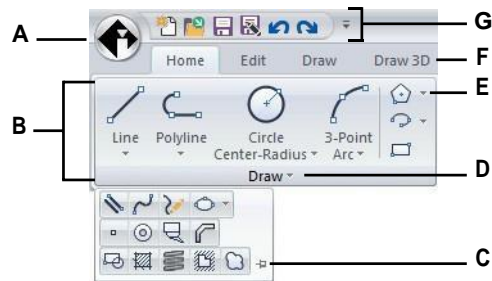 G
A
Home Edit Draw Draw 3D
F
E
B
Line Polyline Circle 3-Point
Center-Radius Arc
Draw
D
C